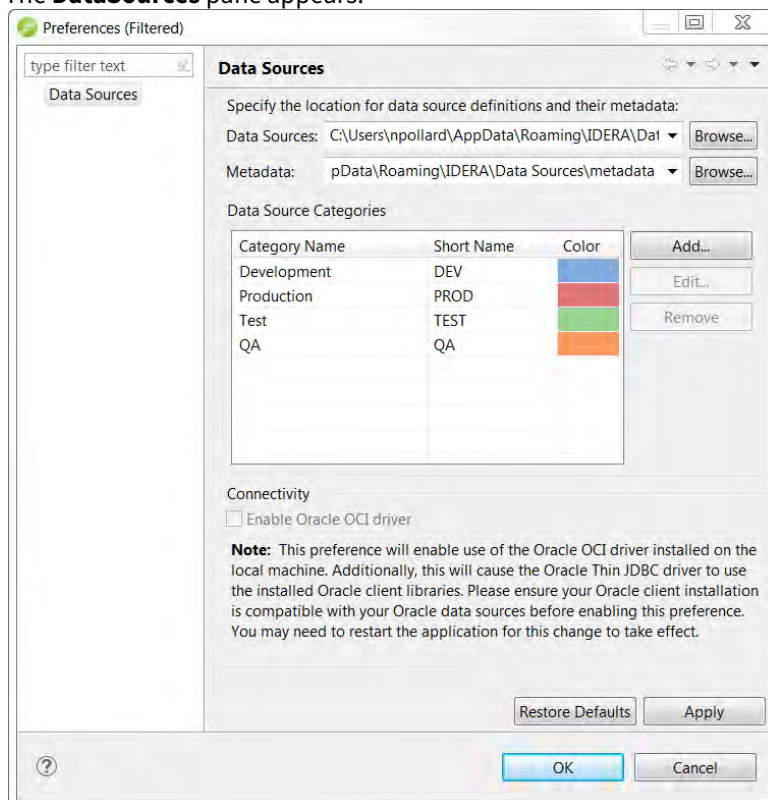 The DataSources pane appears.
Preferences (Filtered)
type filter text
Data Sources
Data Sources
Specify the location for data source definitions and their metadata:
Data Sources: C:\Users\npollard\AppData\Roaming\IDERA\Dat Browse...
Metadata: pData\Roaming\IDERA\Data Sources\metadata Browse...
Data Source Categories
Category Name Short Name Color Add...
Development DEV
Edit...
Production PROD
Test TEST Remove
QA QA
Connectivity
Enable Oracle OCI driver
Note: This preference will enable use of the Oracle OCI driver installed on the
local machine. Additionally, this will cause the Oracle Thin JDBC driver to use
the installed Oracle client libraries. Please ensure your Oracle client installation
is compatible with your Oracle data sources before enabling this preference.
You may need to restart the application for this change to take effect.
Restore Defaults Apply
? OK Cancel